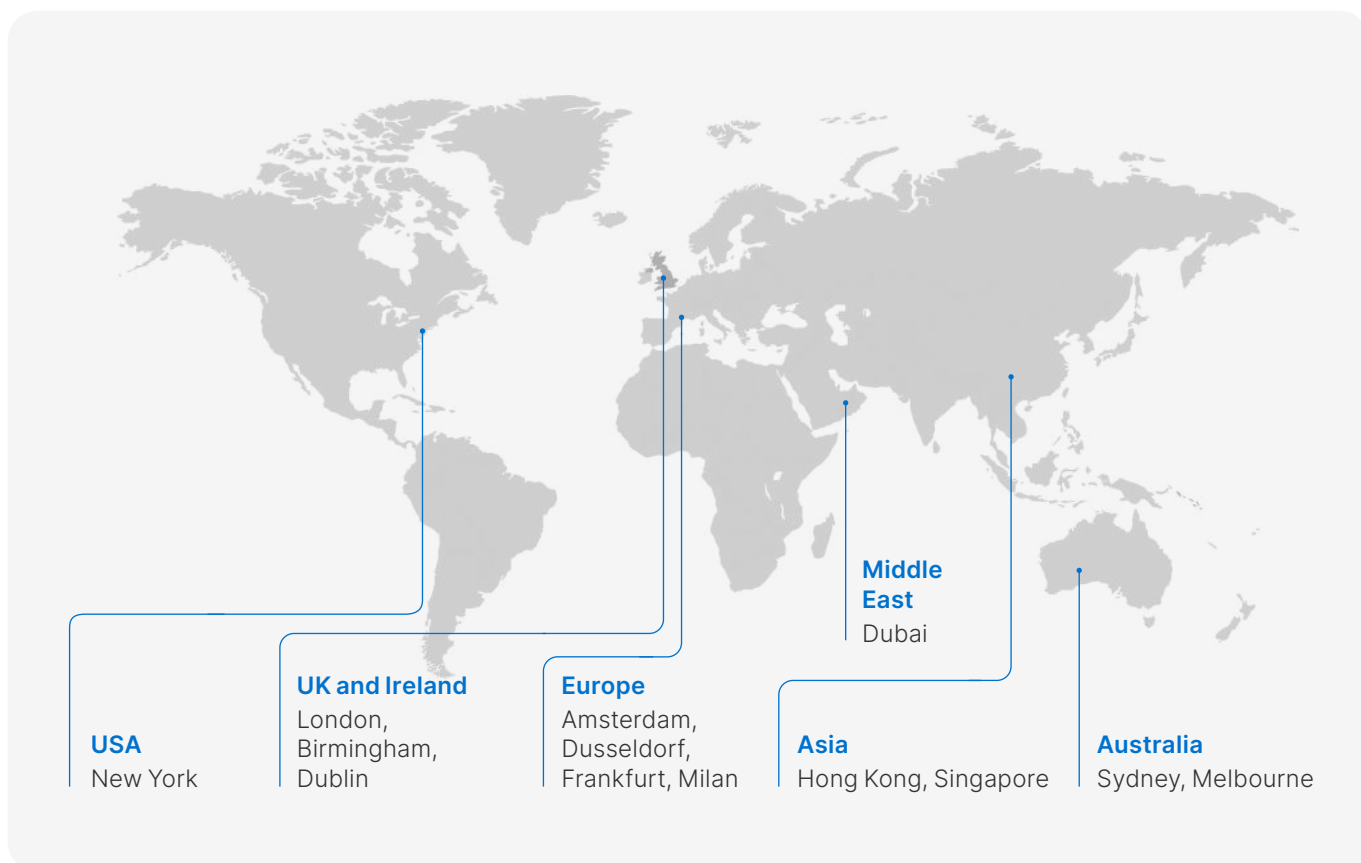 USA
New York
UK and Ireland
London,
Birmingham,
Dublin
Europe
Amsterdam,
Dusseldorf,
Frankfurt, Milan
Middle
East
Dubai
Asia
Hong Kong, Singapore
Australia
Sydney, Melbourne